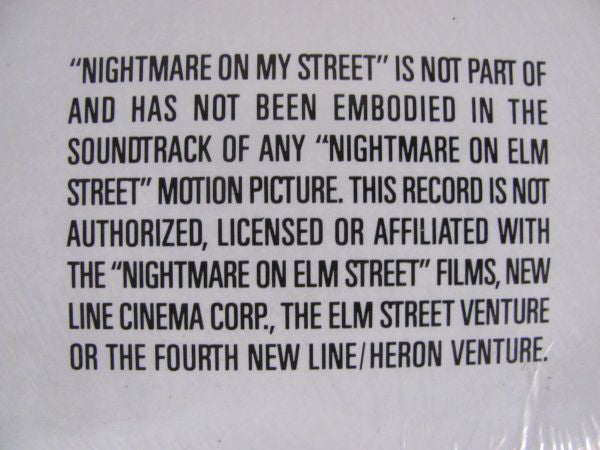 "NIGHTMARE ON MY STREET" IS NOT PART OF
AND HAS NOT BEEN EMBODIED IN THE
SOUNDTRACK OF ANY "NIGHTMARE ON ELM
STREET" MOTION PICTURE. THIS RECORD IS NOT
AUTHORIZED, LICENSED OR AFFILIATED WITH
THE "NIGHTMARE ON ELM STREET" FILMS, NEW
LINE CINEMA CORP., THE ELM STREET VENTURE
OR THE FOURTH NEW LINE/HERON VENTURE.